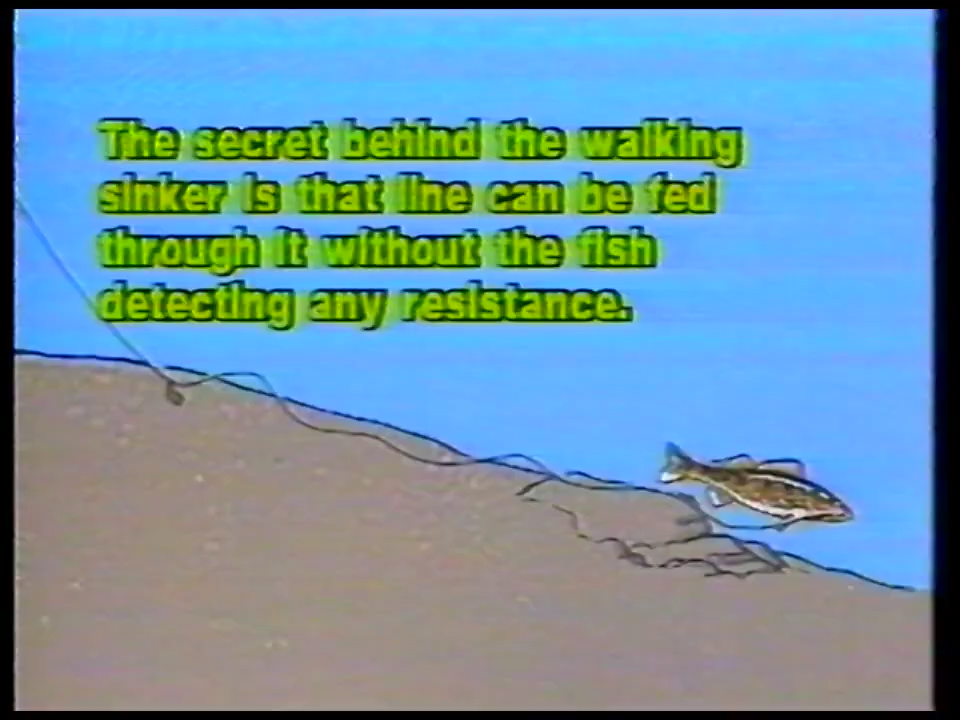 The secret behind the walking
sinker is that line can be fed
through it without the fish
detecting any resistance.